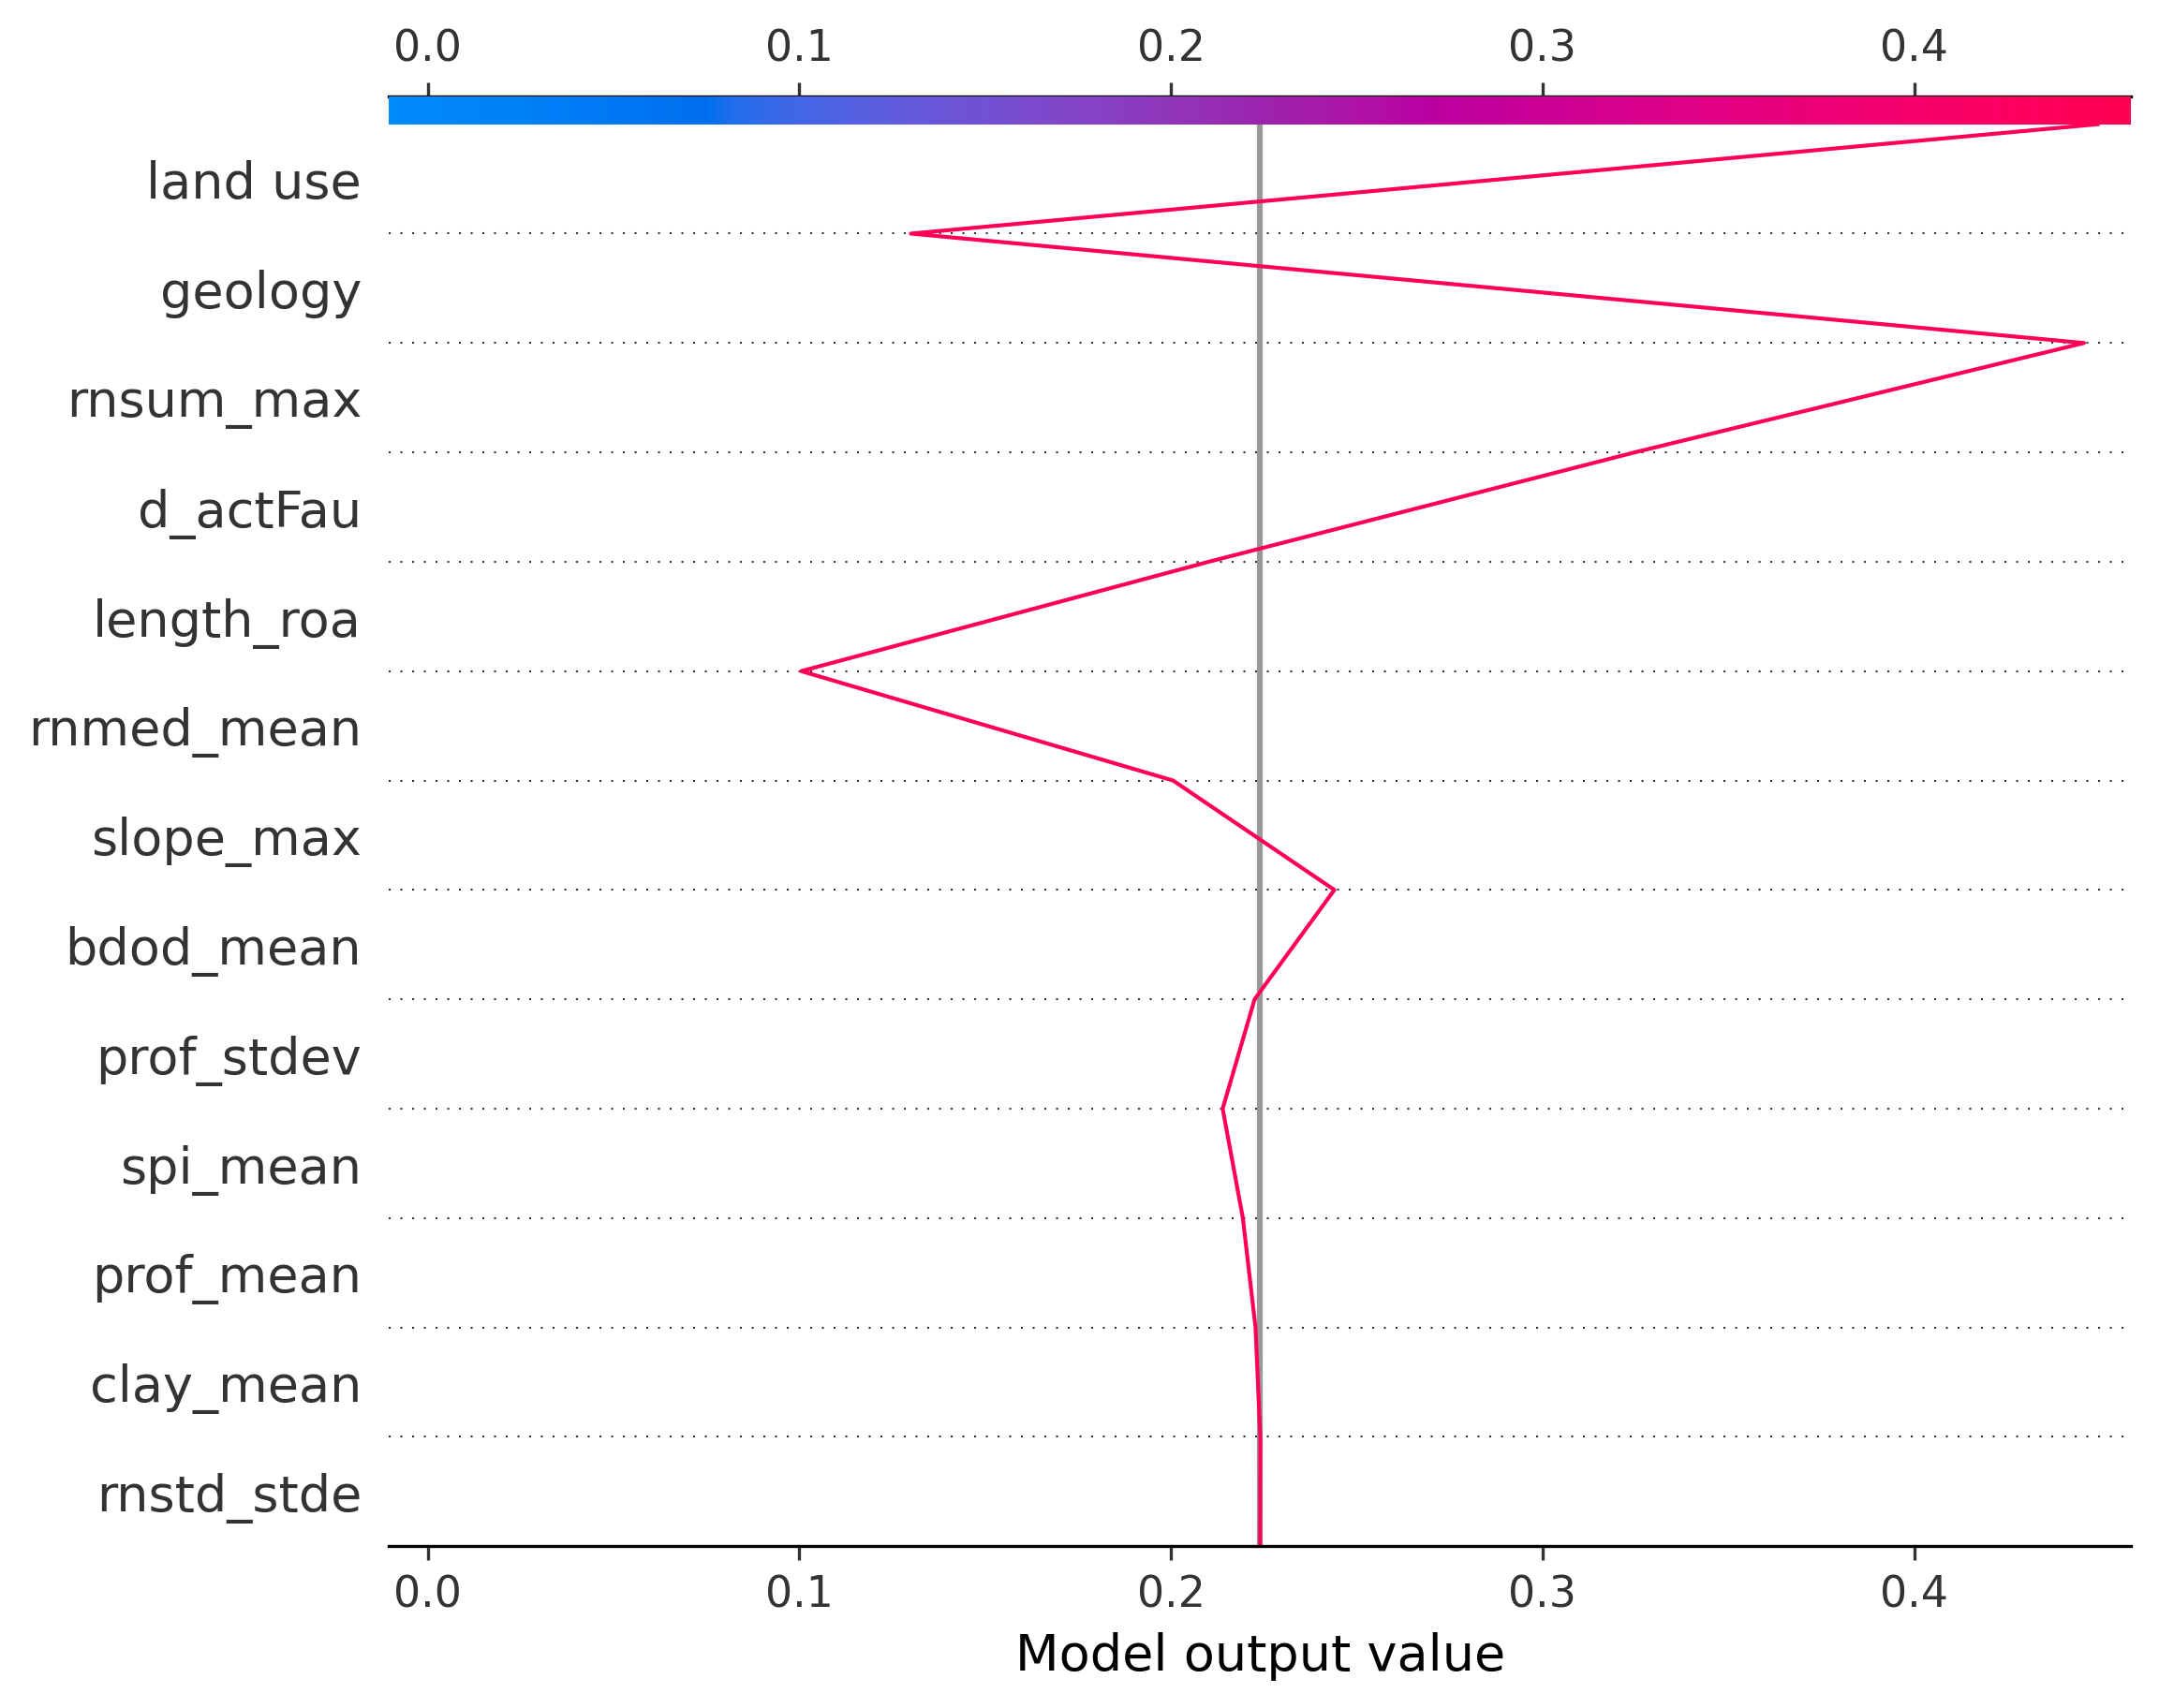 0.0 0.1 0.2 0.3 0.4
land use
geology
rnsum_max
d_actFau
length_roa
rnmed_mean
slope_max
bdod_mean
prof_stdev
spi_mean
prof_mean
clay_mean
rnstd_stde
0.0 0.1 0.2 0.3 0.4
Model output value